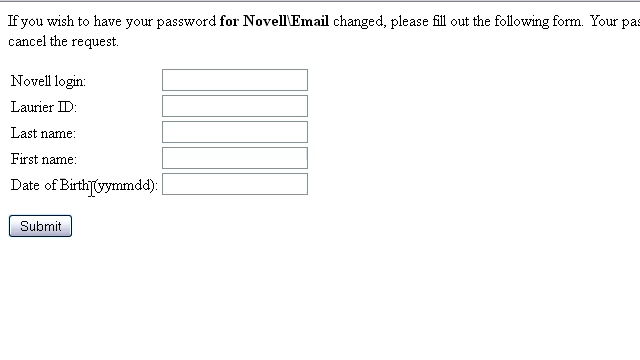 If you wish to have your password for Novell\Email changed, please fill out the following form. Your
cancel the request.
Novell login:
Laurier ID:
Last name:
First name:
Date of Birth (yymmdd):
Submit